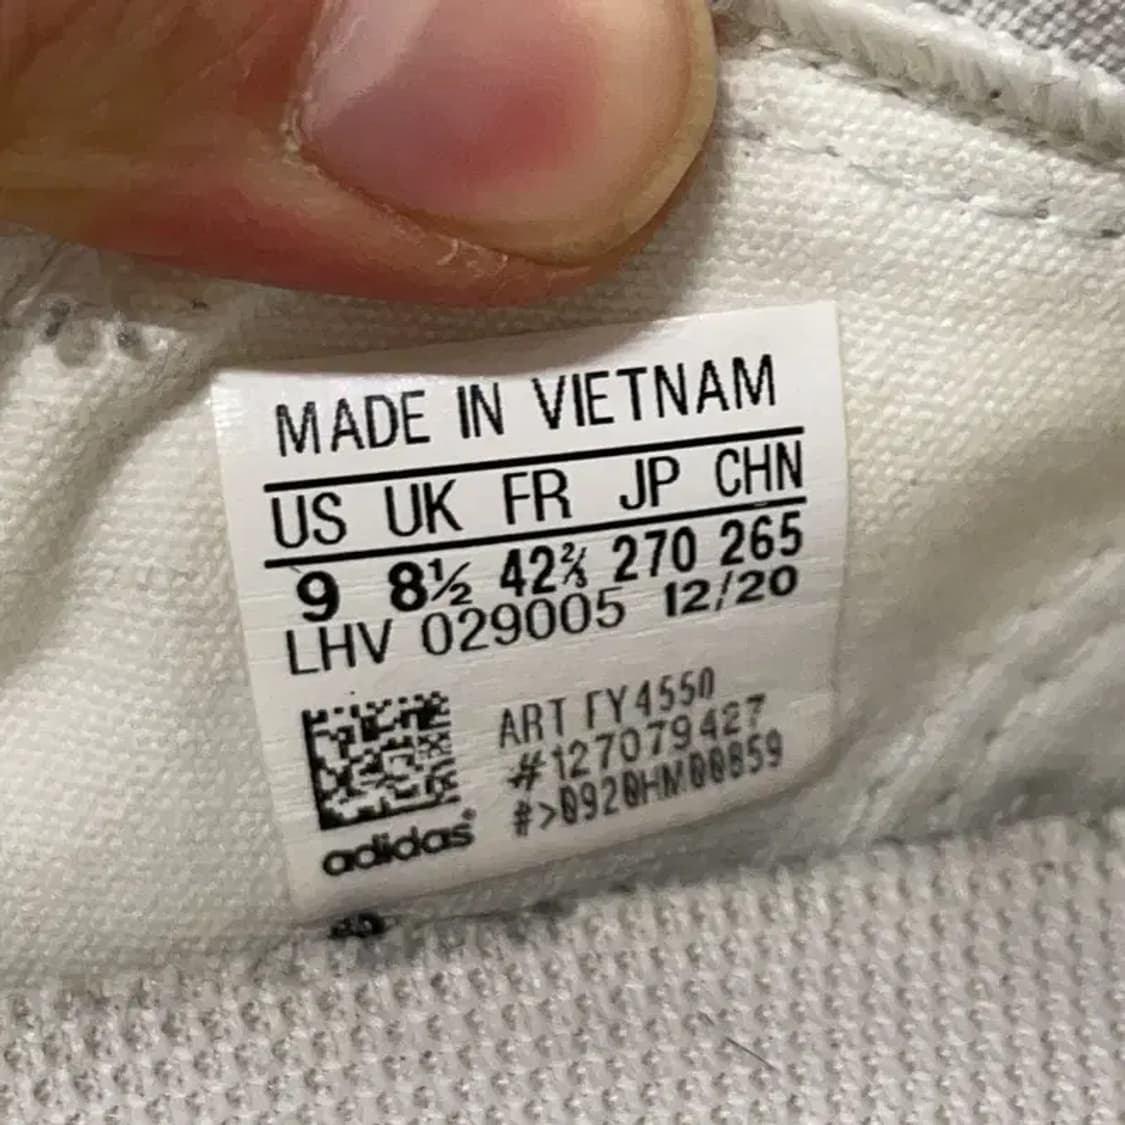 MADE IN VIETNAM
US UK FR JP CHN
9 8½ 42⅔ 270 265
LHV 029005 12/20
ART FY4550
#127079427
#>0920HM00859
adidas®